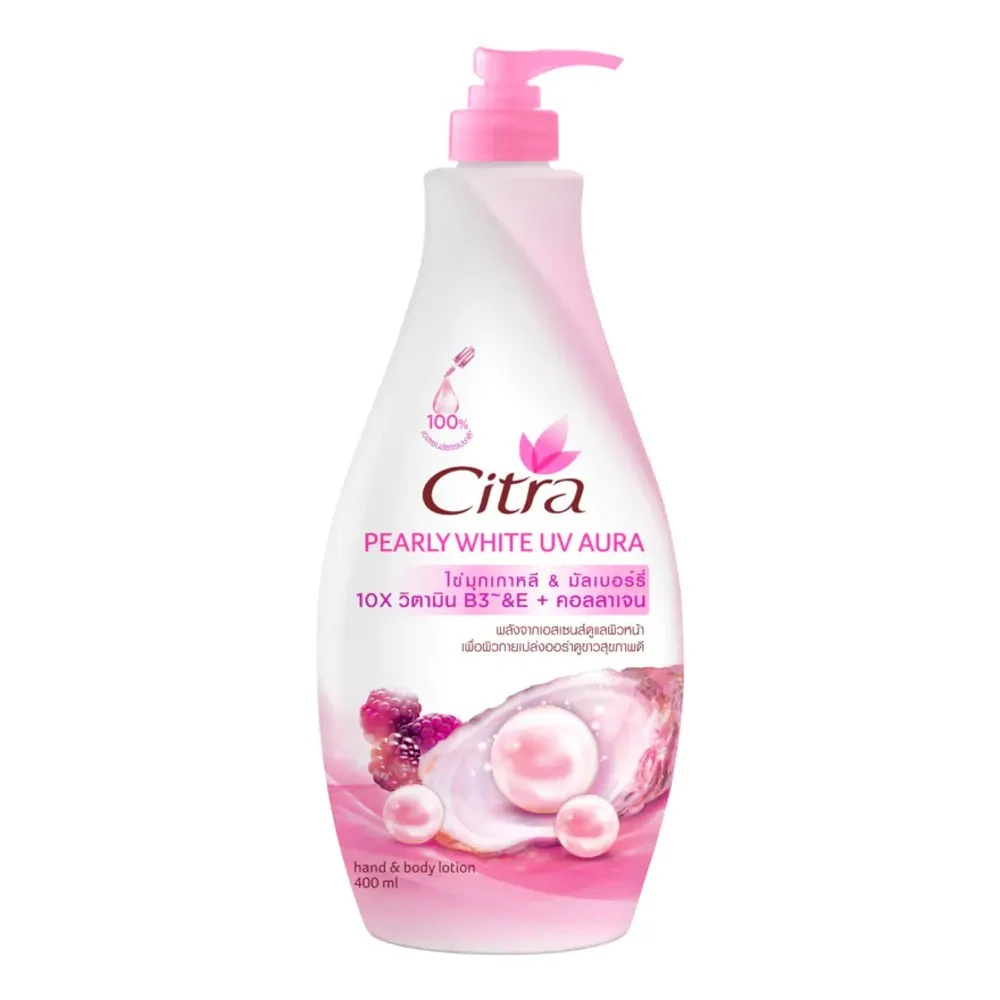 100%
Citra
PEARLY WHITE UV AURA
ไข่มุกเกาหลี & มัลเบอร์รี่
10X วิตามิน B3~&E + คอลลาเจน
พลังจากเอสเซนส์ดูแลผิวหน้า
เพื่อผิวกายเปล่งออร่าดูขาวสุขภาพดี
hand & body lotion
400 ml